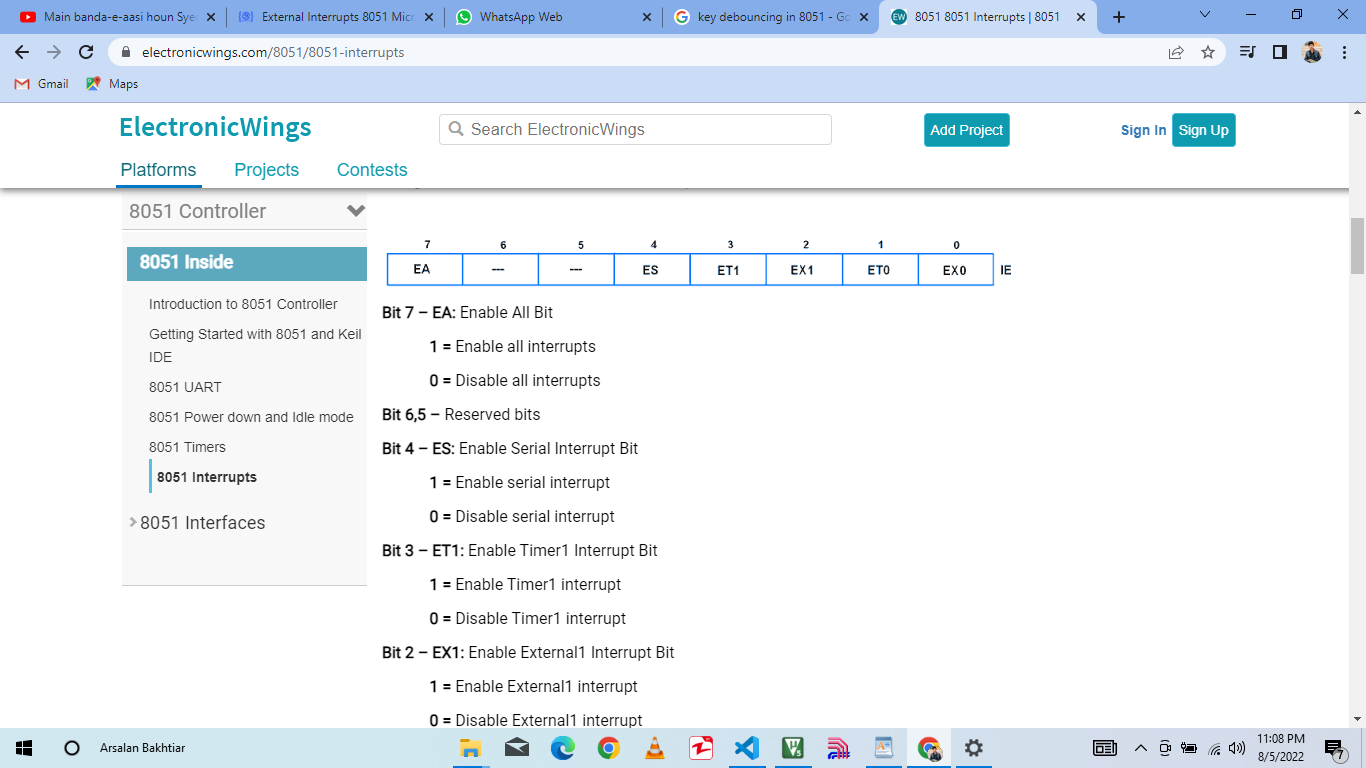 Main banda-e-aasi houn Sye
External Interrupts 8051 Micr
WhatsApp Web
key debouncing in 8051 - Go
EW
8051 8051 Interrupts | 8051
electronicwings.com/8051/8051-interrupts
Gmail
Maps
ElectronicWings
Search ElectronicWings
Add Project
Sign In
Sign Up
Platforms
Projects
Contests
8051 Controller
8051 Inside
Introduction to 8051 Controller
Getting Started with 8051 and Keil
IDE
8051 UART
8051 Power down and Idle mode
8051 Timers
8051 Interrupts
8051 Interfaces
7 6 5 4 3 2 1 0
EA --- --- ES ET1 EX1 ET0 EX0 IE
Bit 7 – EA: Enable All Bit
1 = Enable all interrupts
0 = Disable all interrupts
Bit 6,5 – Reserved bits
Bit 4 – ES: Enable Serial Interrupt Bit
1 = Enable serial interrupt
0 = Disable serial interrupt
Bit 3 – ET1: Enable Timer1 Interrupt Bit
1 = Enable Timer1 interrupt
0 = Disable Timer1 interrupt
Bit 2 – EX1: Enable External1 Interrupt Bit
1 = Enable External1 interrupt
0 = Disable External1 interrupt
Arsalan Bakhtiar
11:08 PM
8/5/2022
7